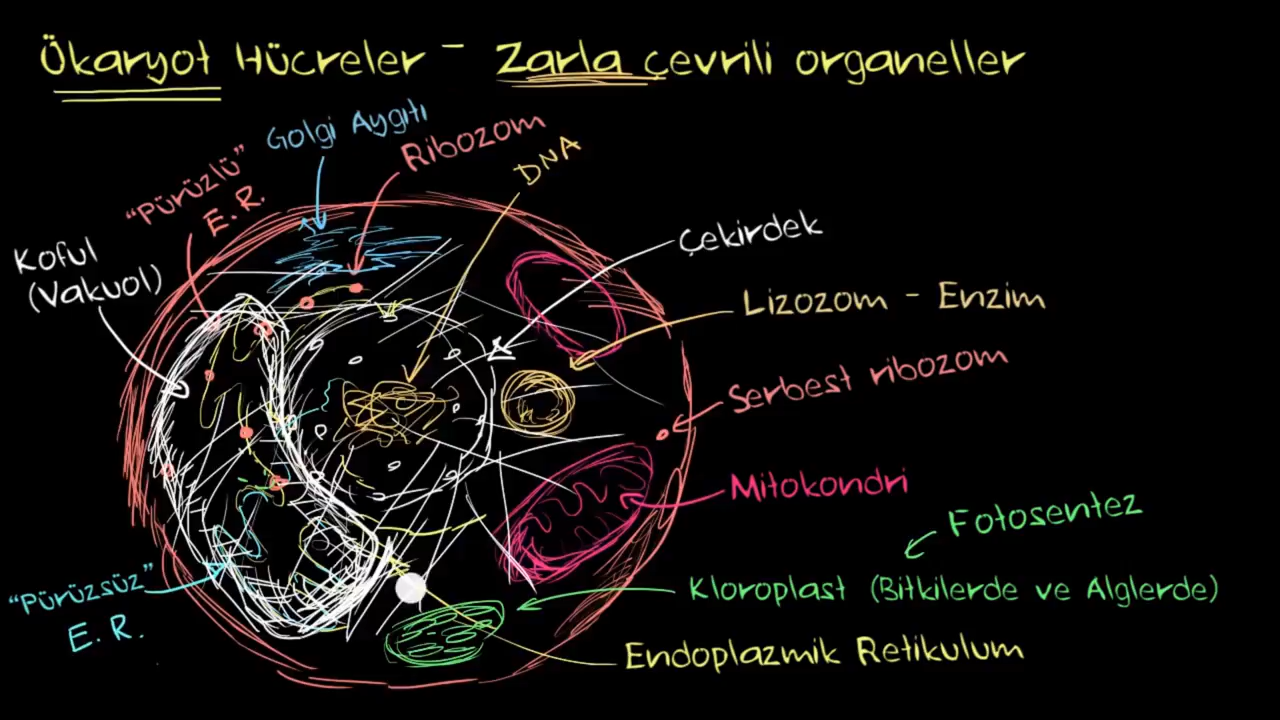 Ükaryot Hücreler - Zarla çevrili organeller
Golgi Aygıtı
Ribozom
DNA
"Pürüzlü"
E. R.
Çekirdek
Koful
(Vakuol)
Lizozom - Enzim
Serbest ribozom
Mitokondri
Fotosentez
Kloroplast (Bitkilerde ve Alglerde)
"Pürüzsüz"
E. R.
Endoplazmik Retikulum